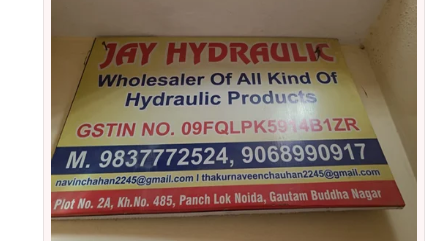 JAY HYDRAULIC
Wholesaler Of All Kind Of
Hydraulic Products
GSTIN NO. 09FQLPK5914B1ZR
M. 9837772524, 9068990917
navinchahan2245@gmail.com I thakurnaveenchauhan2245@gmail.com
Plot No. 2A, Kh.No. 485, Panch Lok Noida, Gautam Buddha Nagar